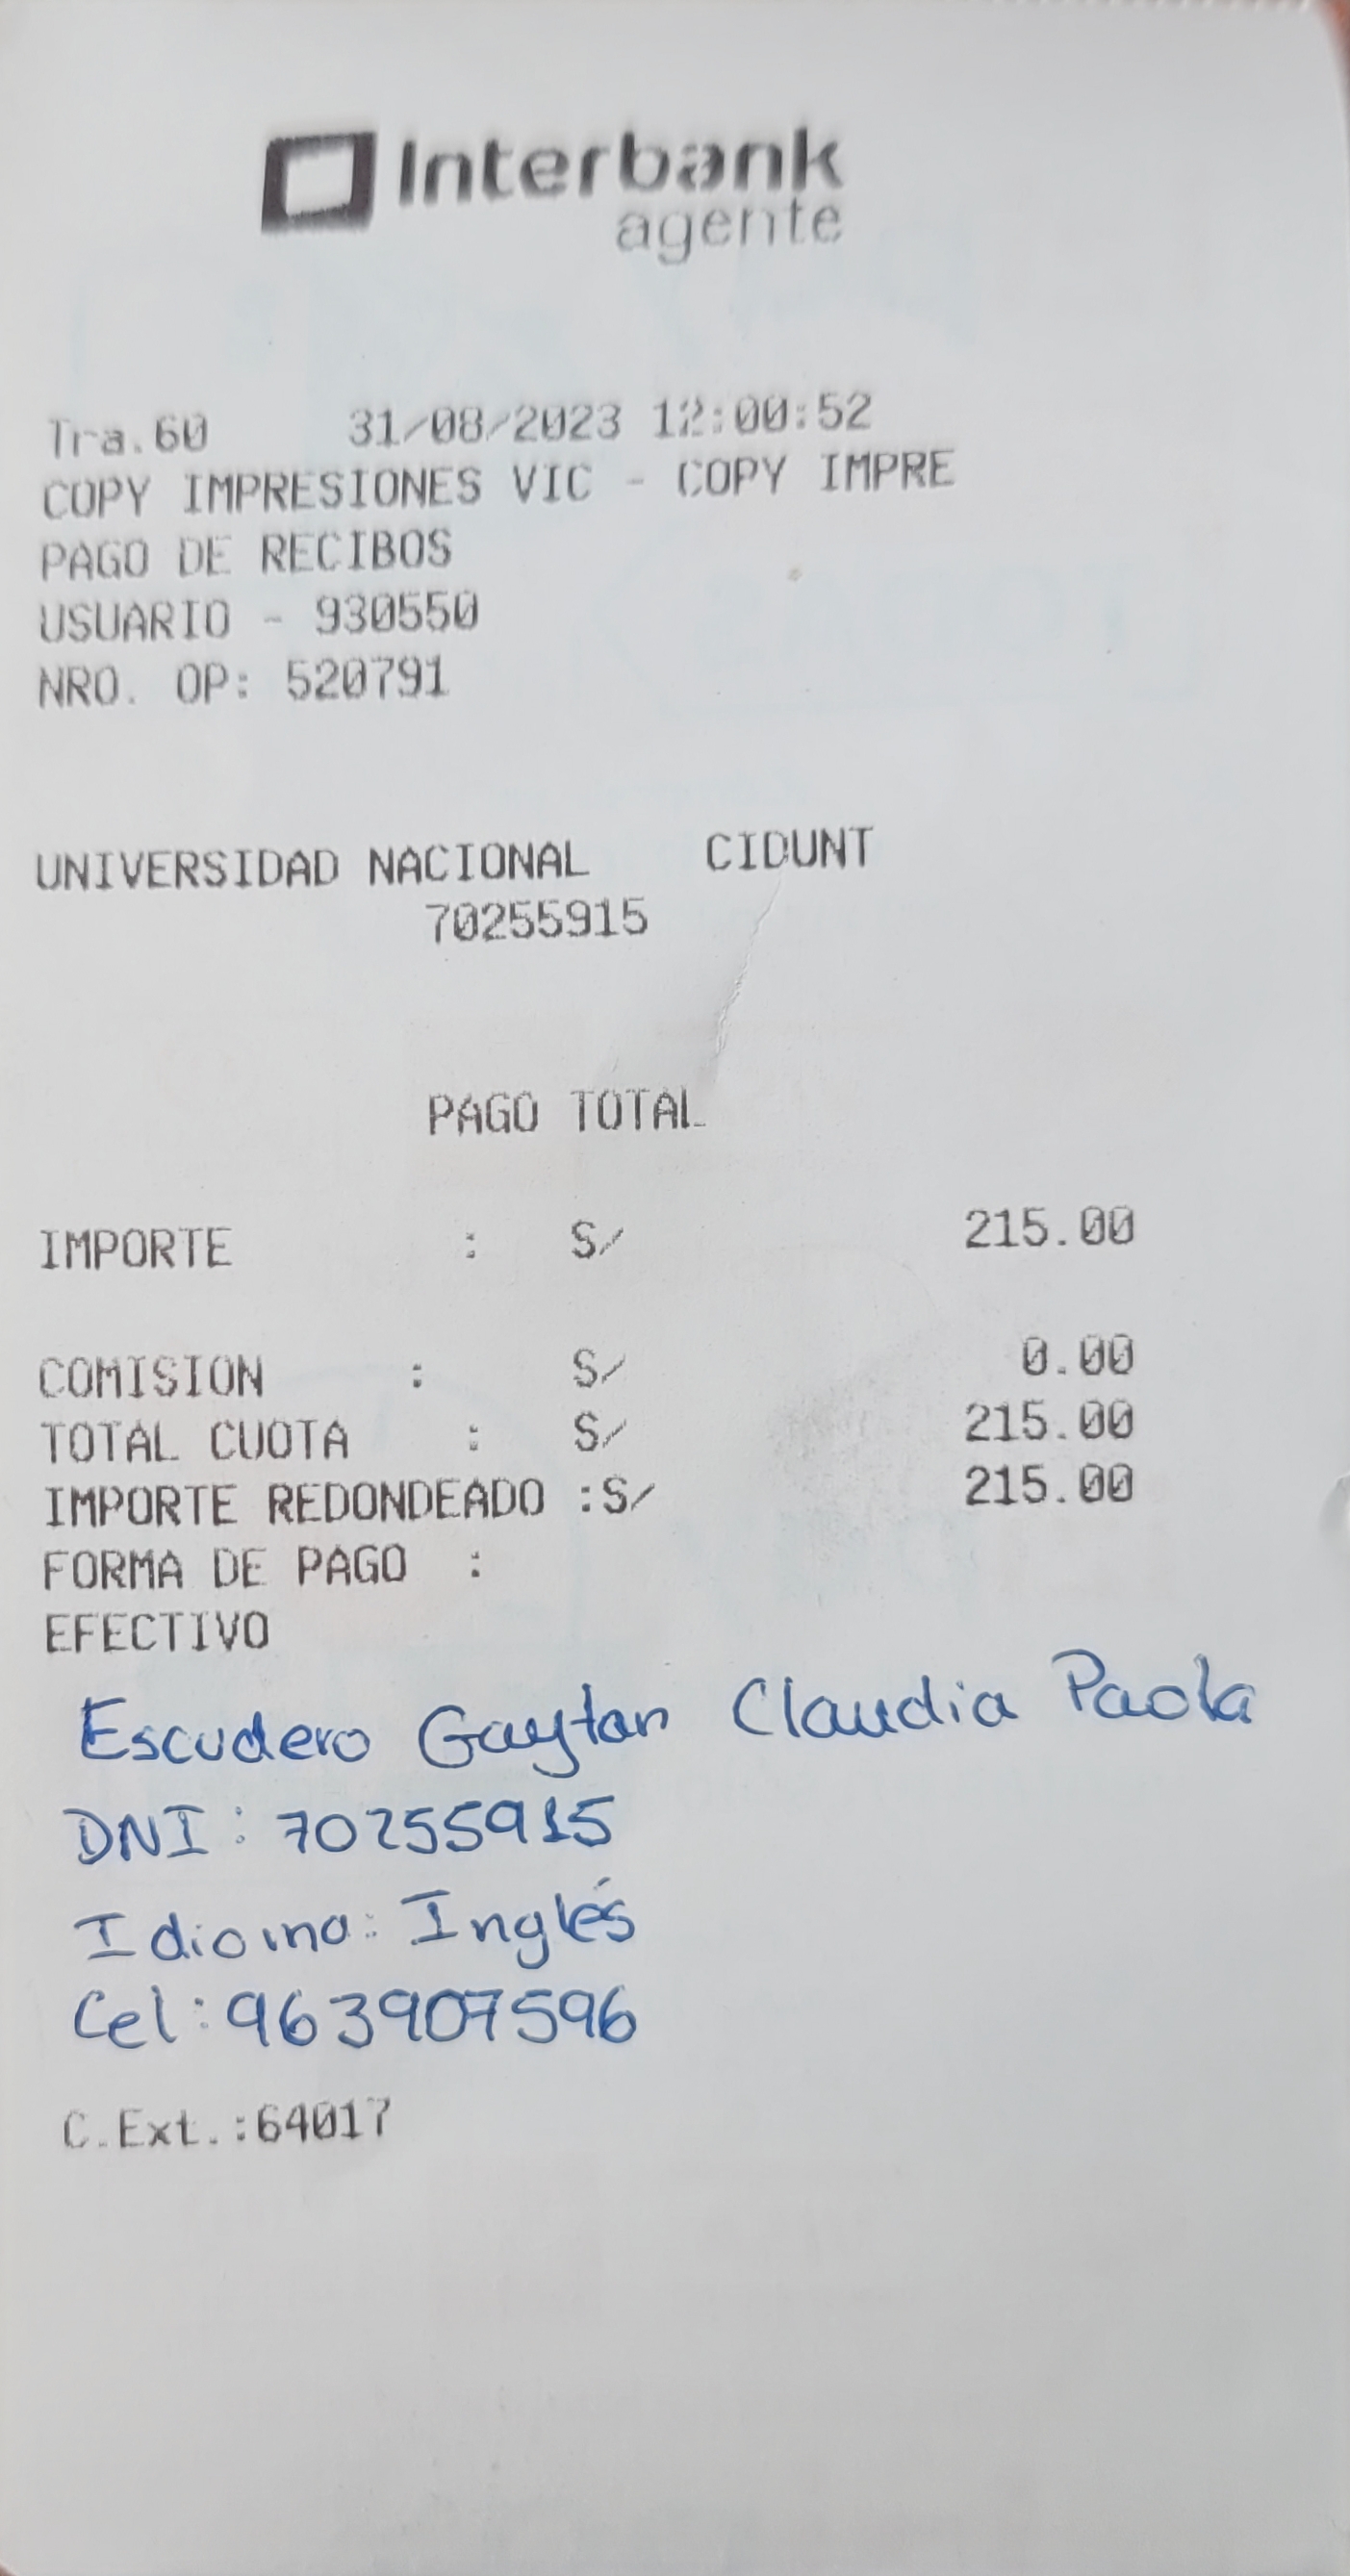 Interbank
agente
Tra.60 31/08/2023 12:00:52
COPY IMPRESIONES VIC - COPY IMPRE
PAGO DE RECIBOS
USUARIO - 930550
NRO. OP: 520791
UNIVERSIDAD NACIONAL CIDUNT
70255915
PAGO TOTAL
IMPORTE : S/ 215.00
COMISION : S/ 0.00
TOTAL CUOTA : S/ 215.00
IMPORTE REDONDEADO :S/ 215.00
FORMA DE PAGO :
EFECTIVO
Escudero Gaytan Claudia Paola
DNI: 70255915
Idioma: Inglés
Cel: 963907596
C.Ext.:64017